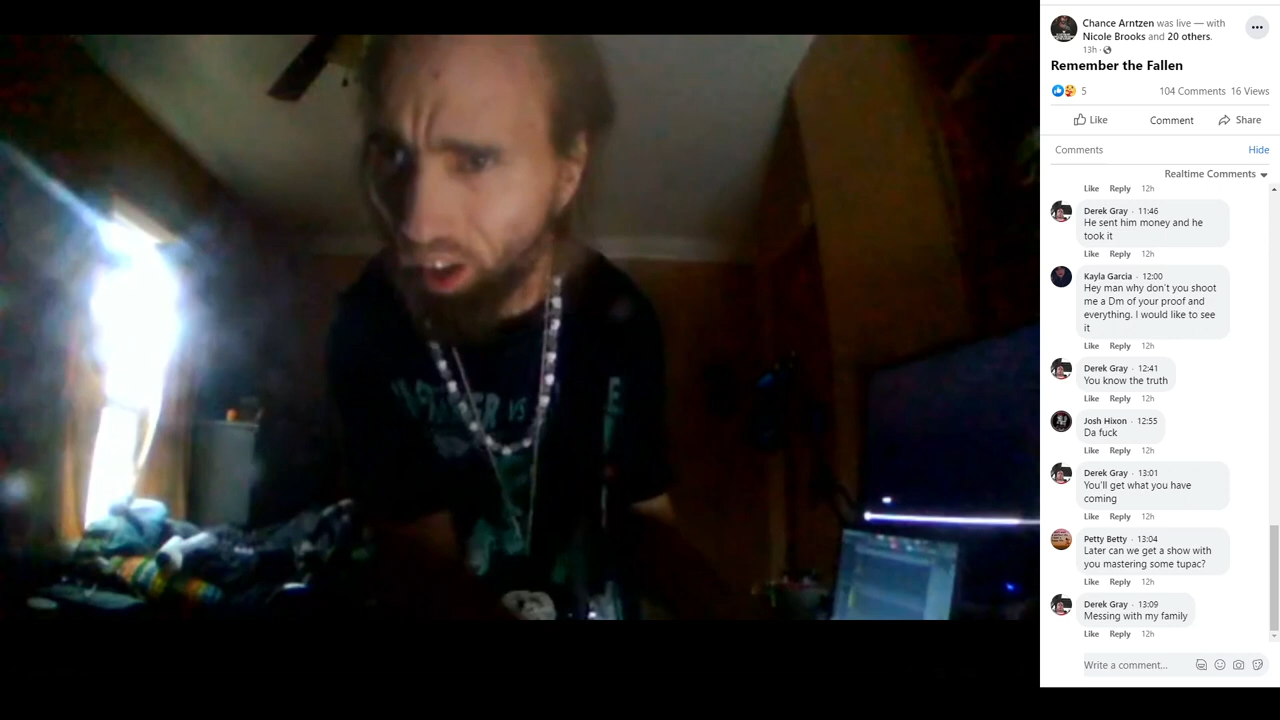 Chance Arntzen was live — with
Nicole Brooks and 20 others.
13h ·
Remember the Fallen
5
104 Comments 16 Views
Like Comment Share
Comments Hide
Realtime Comments
Like Reply 12h
Derek Gray · 11:46
He sent him money and he
took it
Like Reply 12h
Kayla Garcia · 12:00
Hey man why don't you shoot
me a Dm of your proof and
everything. I would like to see
it
Like Reply 12h
Derek Gray · 12:41
You know the truth
Like Reply 12h
Josh Hixon · 12:55
Da fuck
Like Reply 12h
Derek Gray · 13:01
You'll get what you have
coming
Like Reply 12h
Petty Betty · 13:04
Later can we get a show with
you mastering some tupac?
Like Reply 12h
Derek Gray · 13:09
Messing with my family
Like Reply 12h
Write a comment...
VS
E